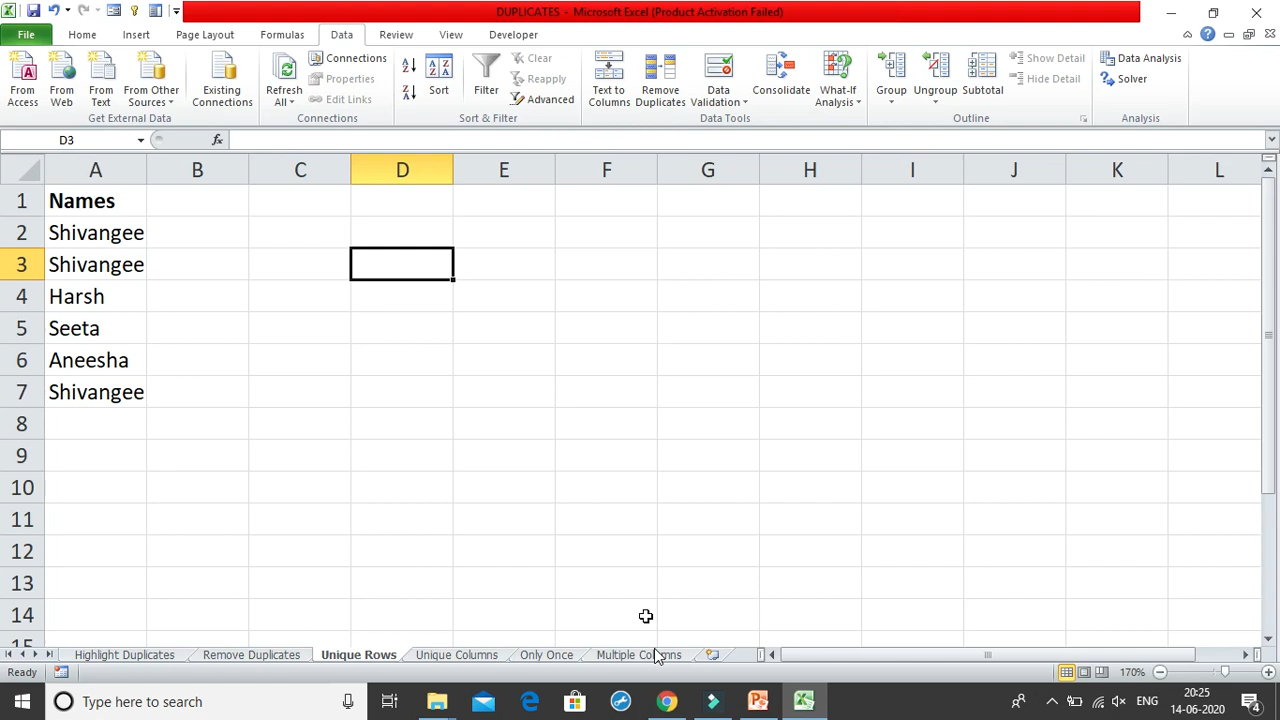 DUPLICATES - Microsoft Excel (Product Activation Failed)
File Home Insert Page Layout Formulas Data Review View Developer
From Access From Web From Text From Other Sources Existing Connections Refresh All Connections Properties Edit Links Sort Filter Clear Reapply Advanced Text to Columns Remove Duplicates Data Validation Consolidate What-If Analysis Group Ungroup Subtotal Show Detail Hide Detail Data Analysis Solver
Get External Data Connections Sort & Filter Data Tools Outline Analysis
D3 fx
A B C D E F G H I J K L
1 Names
2 Shivangee
3 Shivangee
4 Harsh
5 Seeta
6 Aneesha
7 Shivangee
8
9
10
11
12
13
14
15
Highlight Duplicates Remove Duplicates Unique Rows Unique Columns Only Once Multiple Columns
Ready 170%
Type here to search ENG 20:25
14-06-2020 4